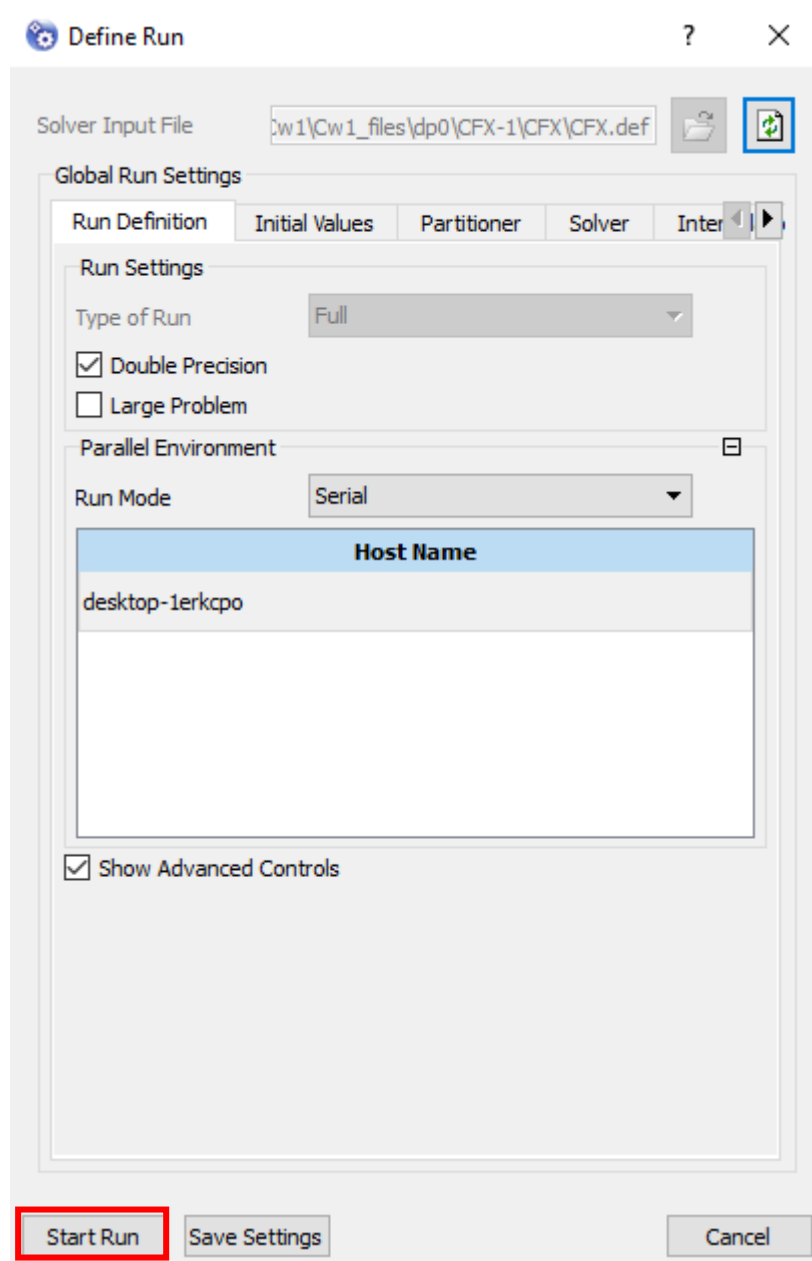 Define Run
?
Solver Input File
Cw1\Cw1_files\dp0\CFX-1\CFX\CFX.def
Global Run Settings
Run Definition Initial Values Partitioner Solver Inter
Run Settings
Type of Run Full
Double Precision
Large Problem
Parallel Environment
Run Mode Serial
Host Name
desktop-1erkcpo
Show Advanced Controls
Start Run Save Settings Cancel